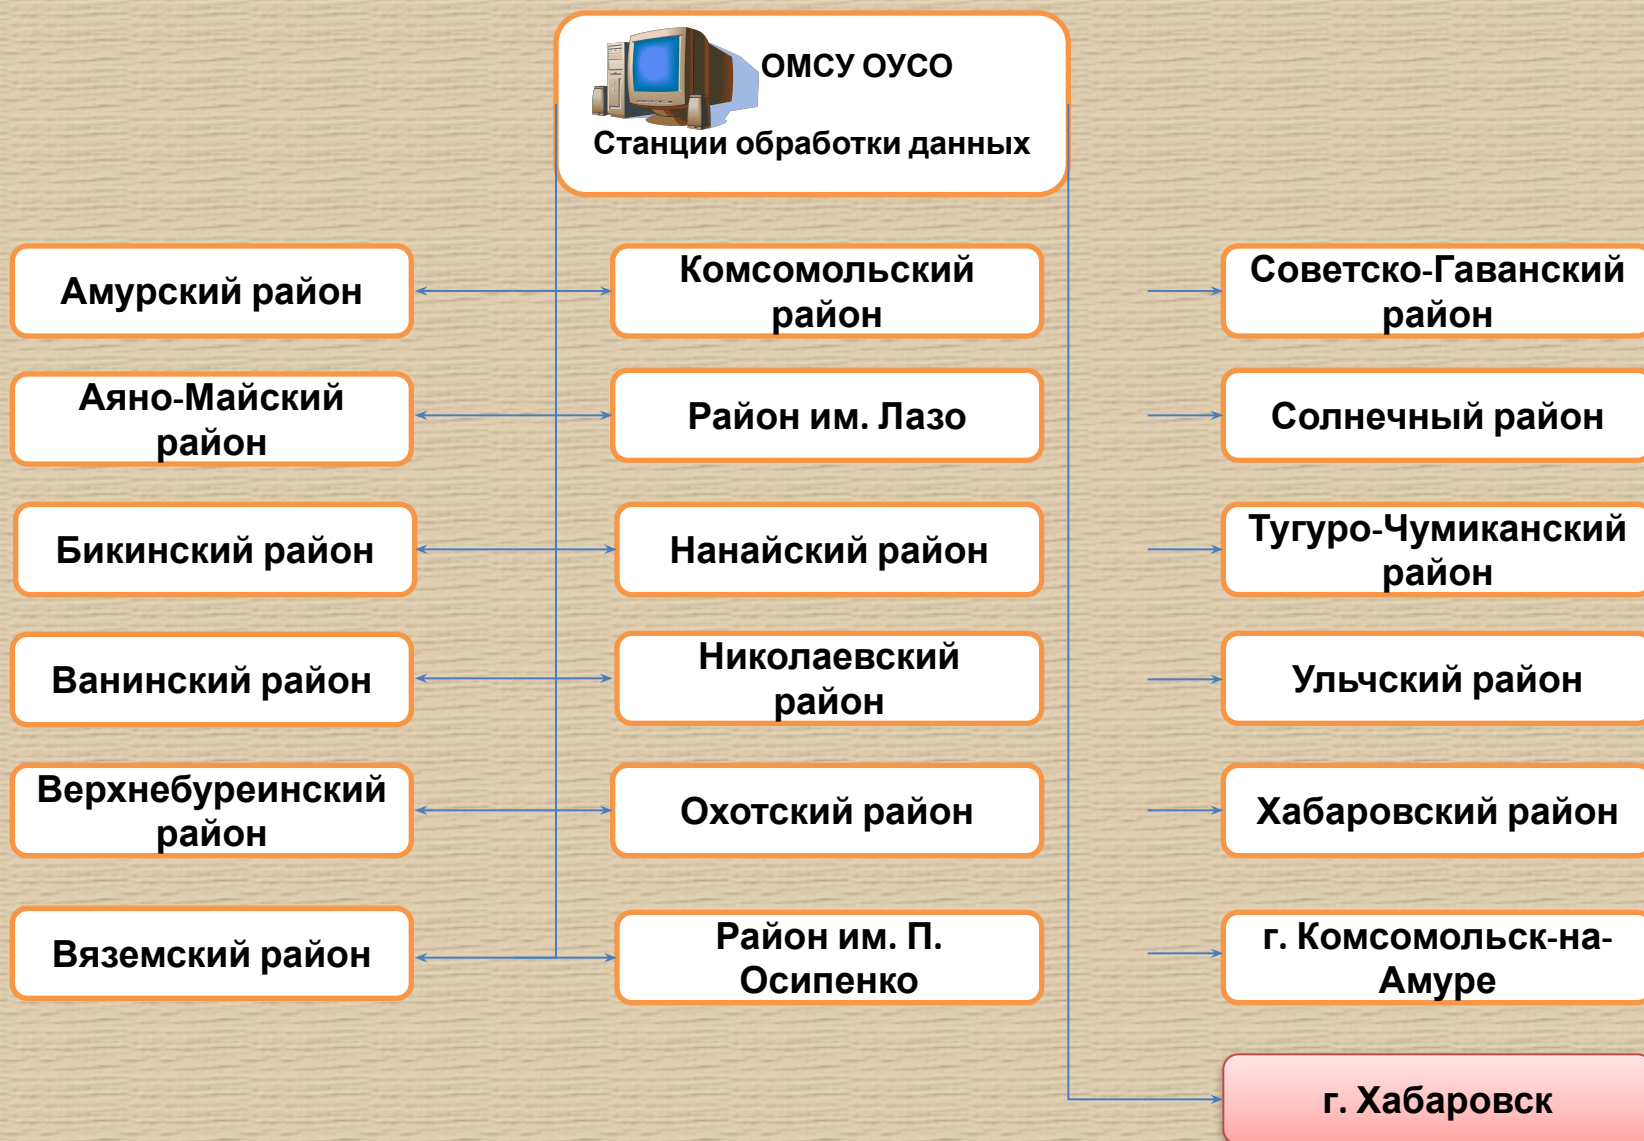 ОМСУ ОУСО
Станции обработки данных
Амурский район
Аяно-Майский
район
Бикинский район
Ванинский район
Верхнебуреинский
район
Вяземский район
Комсомольский
район
Район им. Лазо
Нанайский район
Николаевский
район
Охотский район
Район им. П.
Осипенко
Советско-Гаванский
район
Солнечный район
Тугуро-Чумиканский
район
Ульчский район
Хабаровский район
г. Комсомольск-на-
Амуре
г. Хабаровск